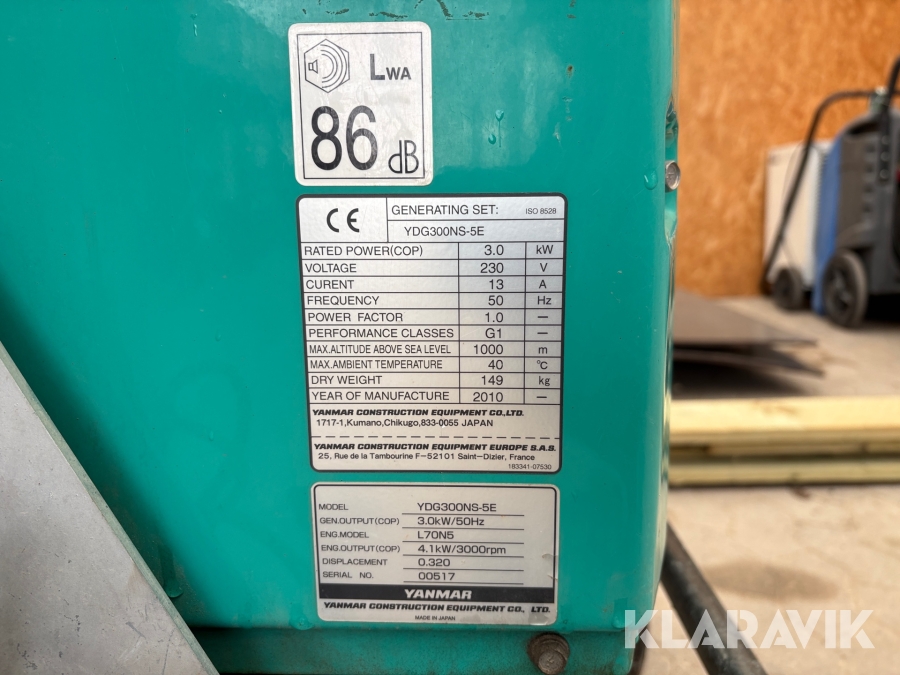 LWA
86 dB
CE GENERATING SET: ISO 8528
YDG300NS-5E
RATED POWER(COP) 3.0 kW
VOLTAGE 230 V
CURENT 13 A
FREQUENCY 50 Hz
POWER FACTOR 1.0 —
PERFORMANCE CLASSES G1 —
MAX.ALTITUDE ABOVE SEA LEVEL 1000 m
MAX.AMBIENT TEMPERATURE 40 °C
DRY WEIGHT 149 kg
YEAR OF MANUFACTURE 2010 —
YANMAR CONSTRUCTION EQUIPMENT CO.,LTD.
1717-1,Kumano,Chikugo,833-0055 JAPAN
YANMAR CONSTRUCTION EQUIPMENT EUROPE S.A.S.
25, Rue de la Tambourine F-52101 Saint-Dizier, France
183341-07530
MODEL YDG300NS-5E
GEN.OUTPUT(COP) 3.0kW/50Hz
ENG.MODEL L70N5
ENG.OUTPUT(COP) 4.1kW/3000rpm
DISPLACEMENT 0.320
SERIAL NO. 00517
YANMAR
YANMAR CONSTRUCTION EQUIPMENT CO., LTD.
MADE IN JAPAN
KLARAVIK